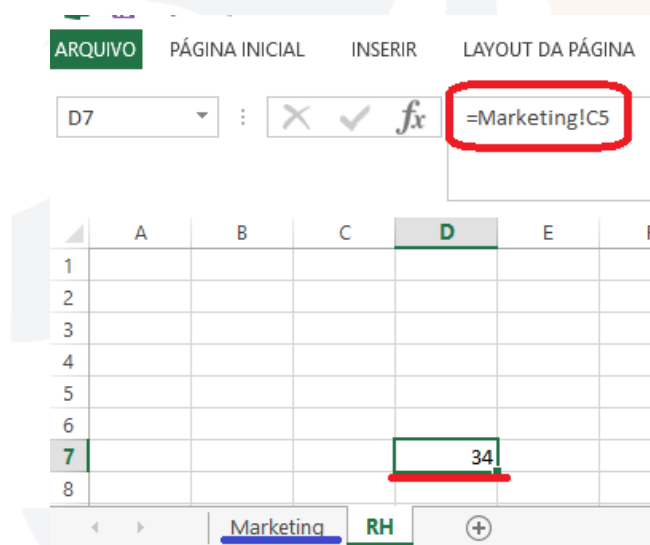 ARQUIVO PÁGINA INICIAL INSERIR LAYOUT DA PÁGINA
D7 fx =Marketing!C5
A B C D E
1
2
3
4
5
6
7 34
8
Marketing RH